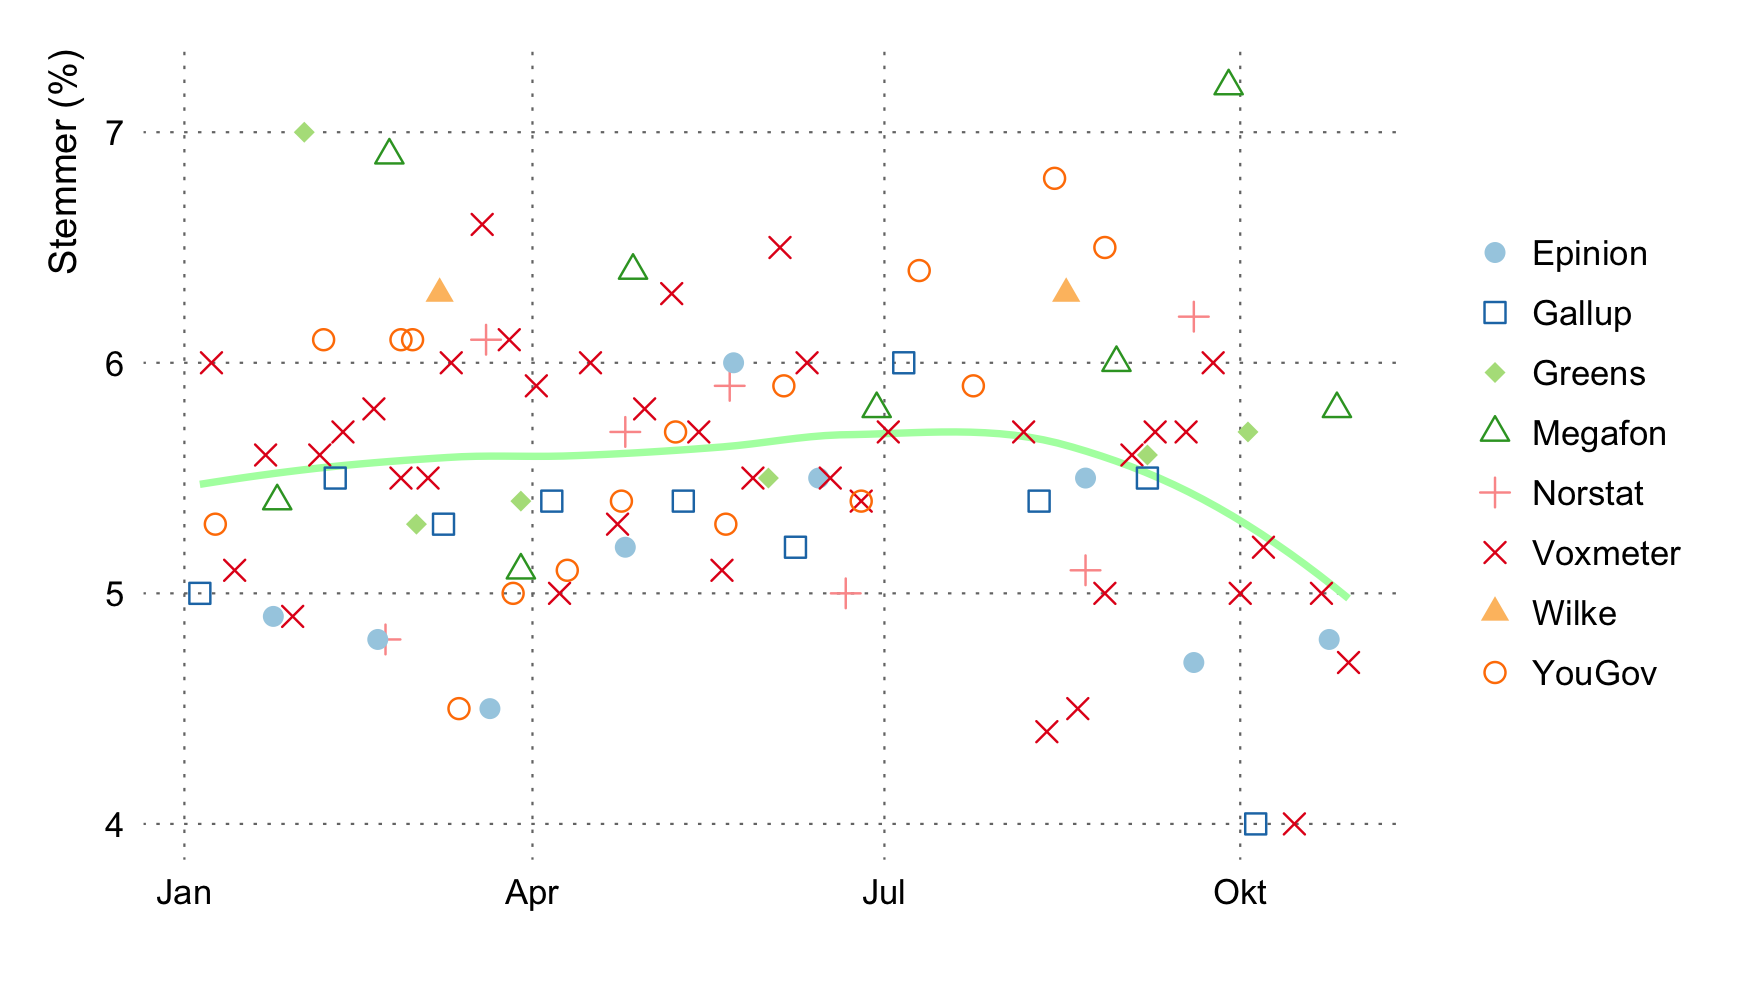 Stemmer (%)
7
6
5
4
Jan
Apr
Jul
Okt
Epinion
Gallup
Greens
Megafon
Norstat
Voxmeter
Wilke
YouGov